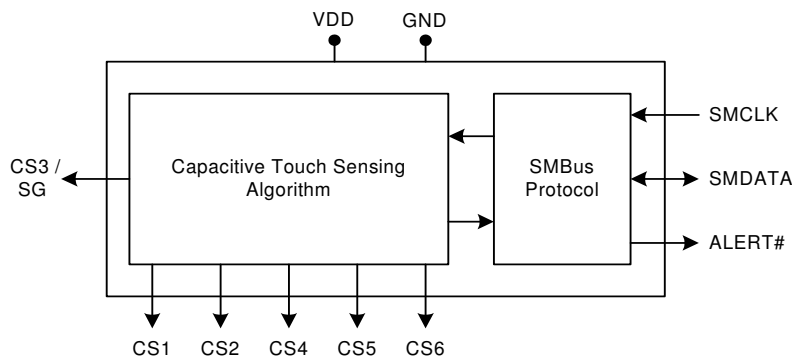 VDD GND
Capacitive Touch Sensing
Algorithm
SMBus
Protocol
CS3 /
SG
SMCLK
SMDATA
ALERT#
CS1 CS2 CS4 CS5 CS6